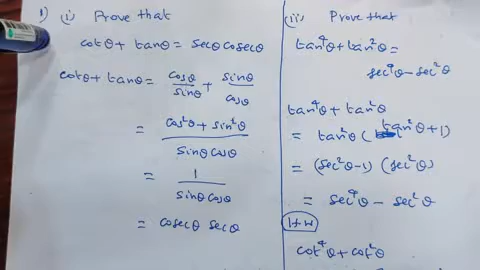 1) (i) Prove that
cotθ + tanθ = secθ cosecθ
cotθ + tanθ = cosθ/sinθ + sinθ/cosθ
= cos²θ + sin²θ / sinθ cosθ
= 1 / sinθ cosθ
= cosecθ secθ
(ii) Prove that
tan⁴θ + tan²θ =
sec⁴θ - sec²θ
tan⁴θ + tan²θ
= tan²θ (tan²θ + 1)
= (sec²θ - 1) (sec²θ)
= sec⁴θ - sec²θ
H.W
cot⁴θ + cot²θ